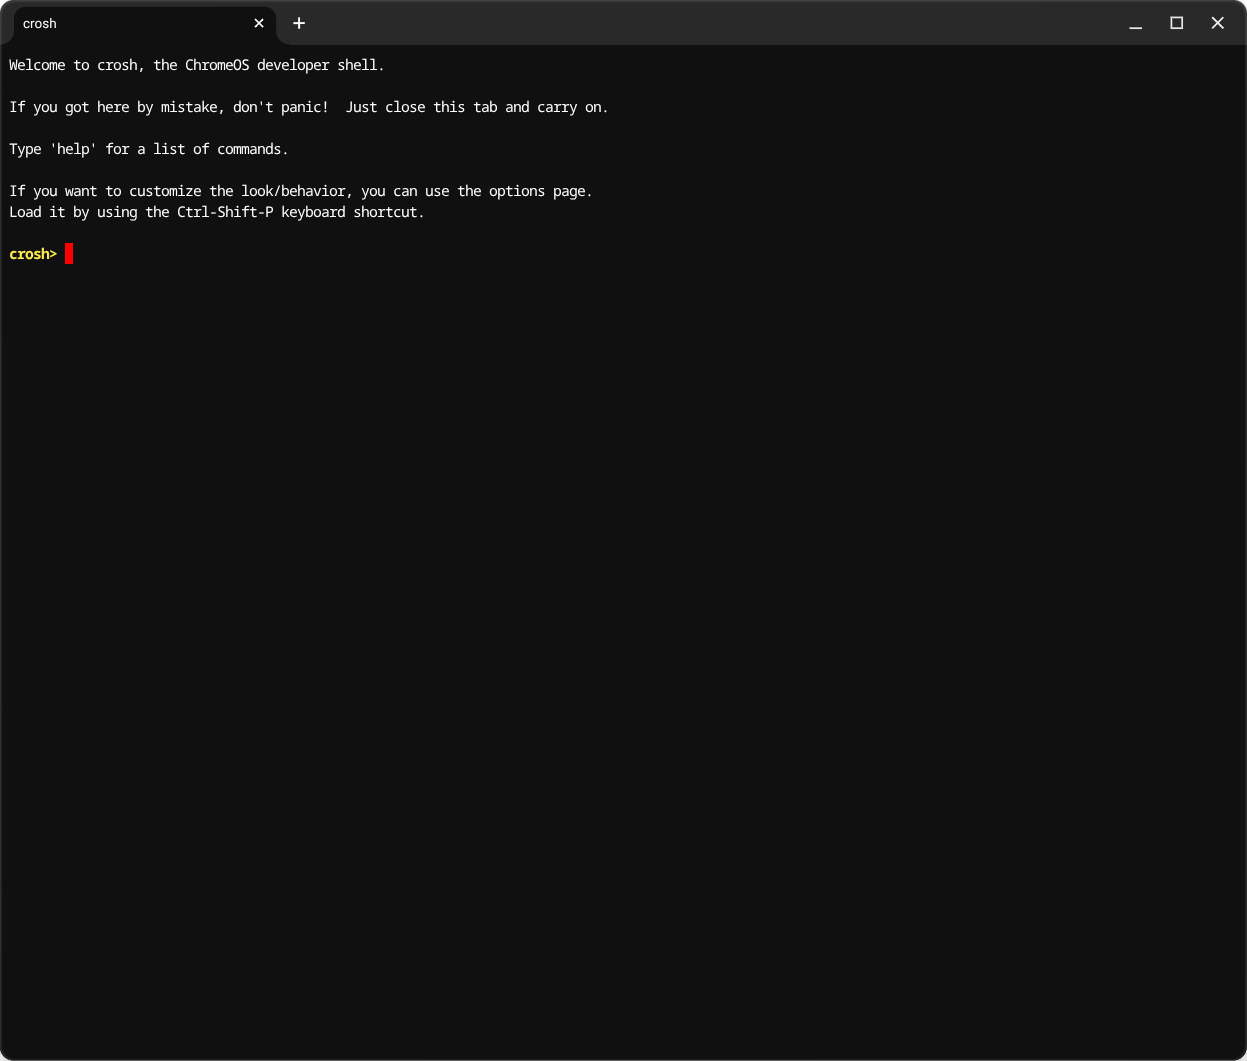 crosh
Welcome to crosh, the ChromeOS developer shell.
If you got here by mistake, don't panic!  Just close this tab and carry on.
Type 'help' for a list of commands.
If you want to customize the look/behavior, you can use the options page.
Load it by using the Ctrl-Shift-P keyboard shortcut.
crosh>